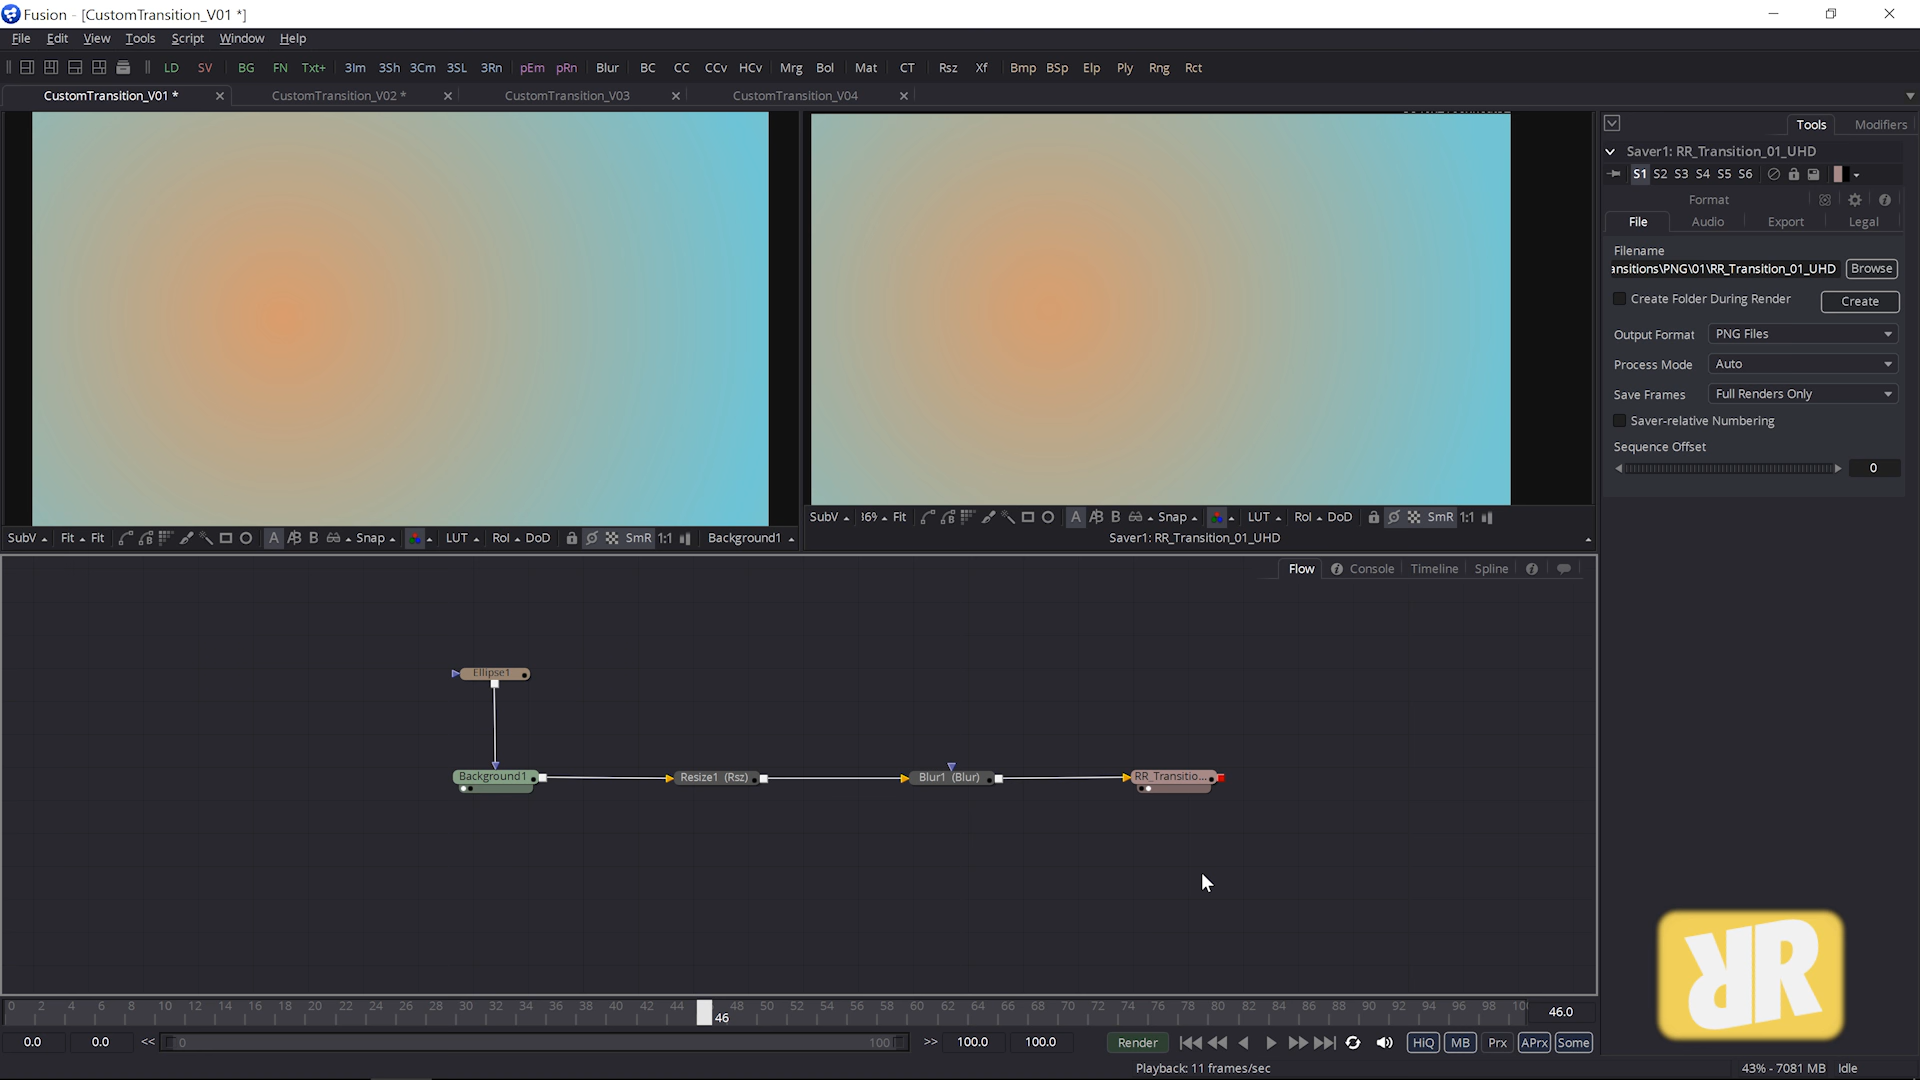 Fusion - [CustomTransition_V01 *]
File Edit View Tools Script Window Help
LD SV BG FN Txt+ 3Im 3Sh 3Cm 3SL 3Rn pEm pRn Blur BC CC CCv HCv Mrg Bol Mat CT Rsz Xf Bmp BSp Elp Ply Rng Rct
CustomTransition_V01 * CustomTransition_V02 * CustomTransition_V03 CustomTransition_V04
Tools Modifiers
Saver1: RR_Transition_01_UHD
S1 S2 S3 S4 S5 S6
Format
File Audio Export Legal
Filename
ansitions\PNG\01\RR_Transition_01_UHD Browse
Create Folder During Render Create
Output Format PNG Files
Process Mode Auto
Save Frames Full Renders Only
Saver-relative Numbering
Sequence Offset
0
SubV 36% Fit A B Snap LUT RoI DoD SmR 1:1
SubV Fit Fit A B Snap LUT RoI DoD SmR 1:1 Background1
Saver1: RR_Transition_01_UHD
Flow Console Timeline Spline
Ellipse1
Background1 Resize1 (Rsz) Blur1 (Blur) RR_Transitio...
0 2 4 6 8 10 12 14 16 18 20 22 24 26 28 30 32 34 36 38 40 42 44 46 48 50 52 54 56 58 60 62 64 66 68 70 72 74 76 78 80 82 84 86 88 90 92 94 96 98 46.0
0.0 0.0 << 0 100 >> 100.0 100.0 Render HiQ MB Prx APrx Some
Playback: 11 frames/sec 43% - 7081 MB Idle
RR